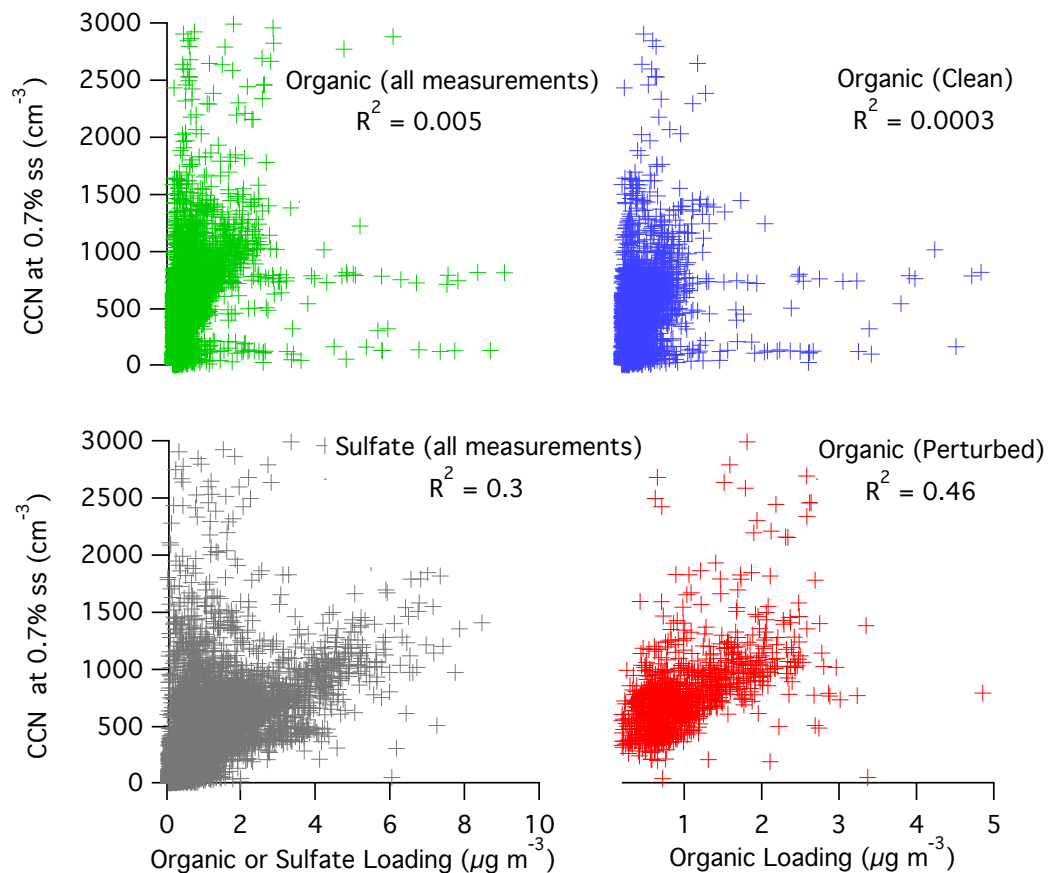 CCN at 0.7% ss (cm-3)
3000
2500
2000
1500
1000
500
0
Organic (all measurements)
R2 = 0.005
Organic (Clean)
R2 = 0.0003
CCN at 0.7% ss (cm-3)
3000
2500
2000
1500
1000
500
0
Sulfate (all measurements)
R2 = 0.3
Organic (Perturbed)
R2 = 0.46
0 2 4 6 8 10
Organic or Sulfate Loading (µg m-3)
1 2 3 4 5
Organic Loading (µg m-3)